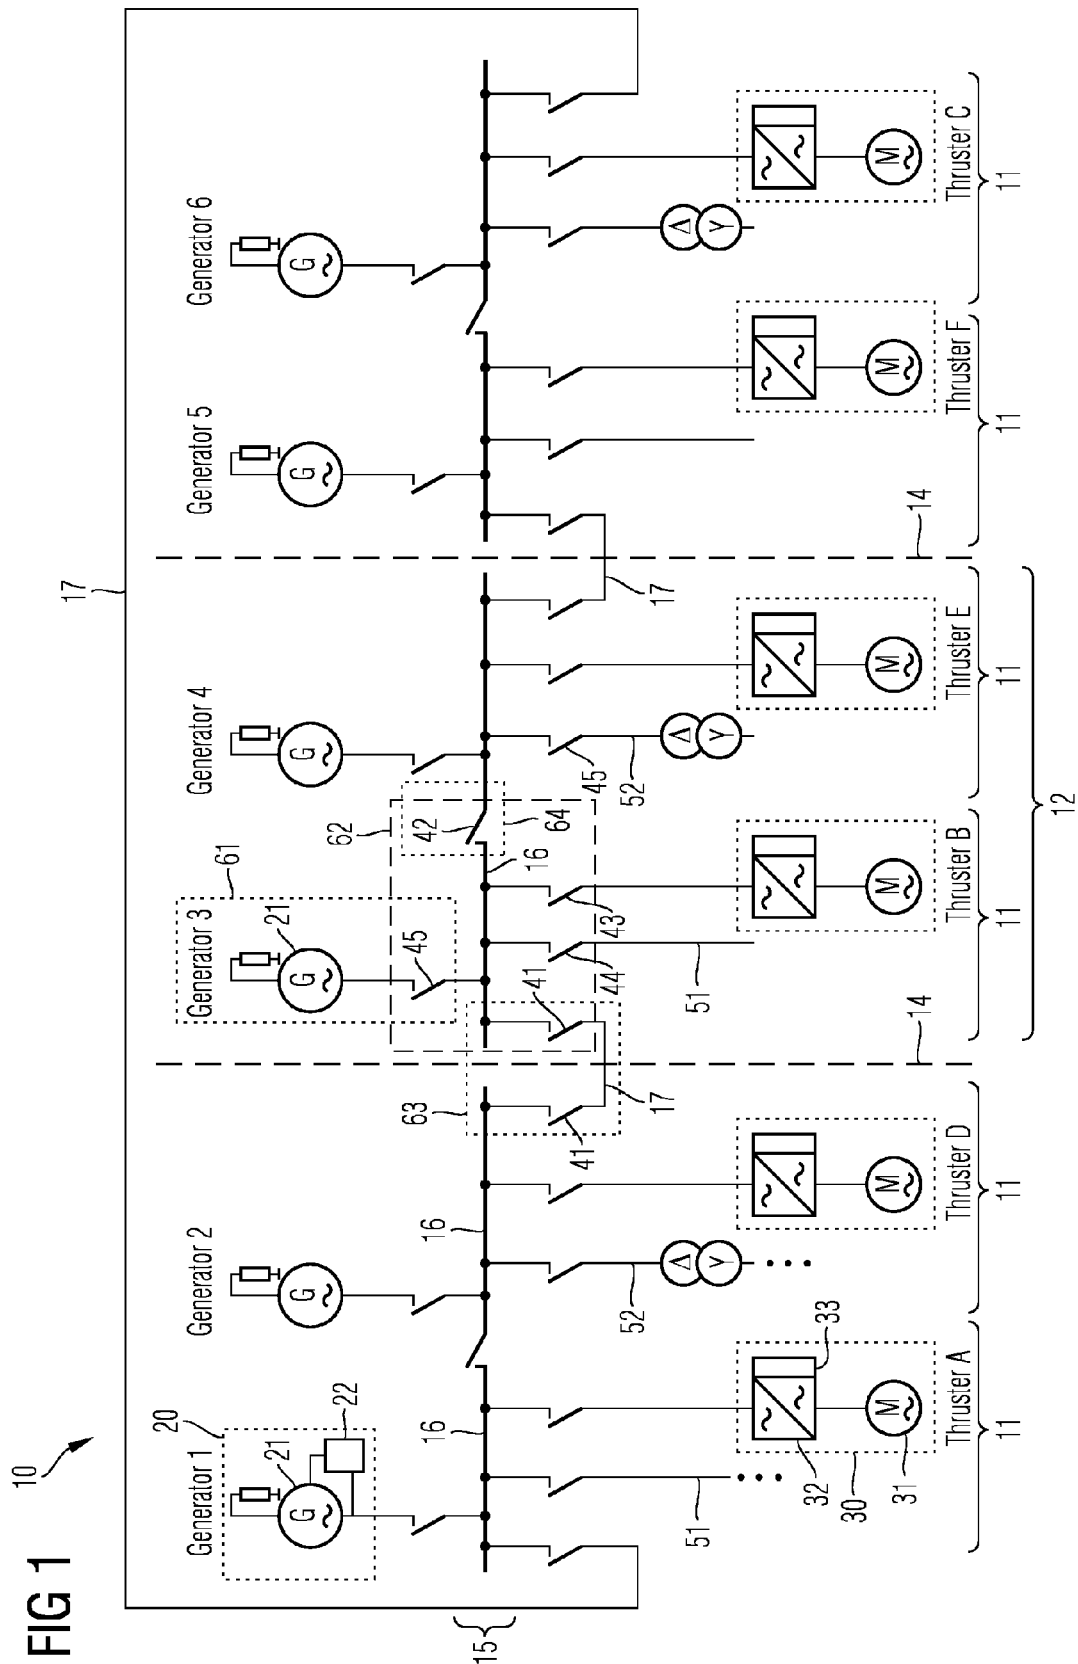 FIG 1
10
17
Generator 1
Generator 2
Generator 3
Generator 4
Generator 5
Generator 6
20
21
22
61
21
G
G
G
G
G
G
45
62
42
64
15
16
16
16
63
41
41
17
44
43
45
17
14
14
51
52
51
52
Δ
Y
Δ
Y
Δ
Y
32
33
30
31
M
M
M
M
M
M
Thruster A
Thruster D
Thruster B
Thruster E
Thruster F
Thruster C
11
11
11
11
11
11
12